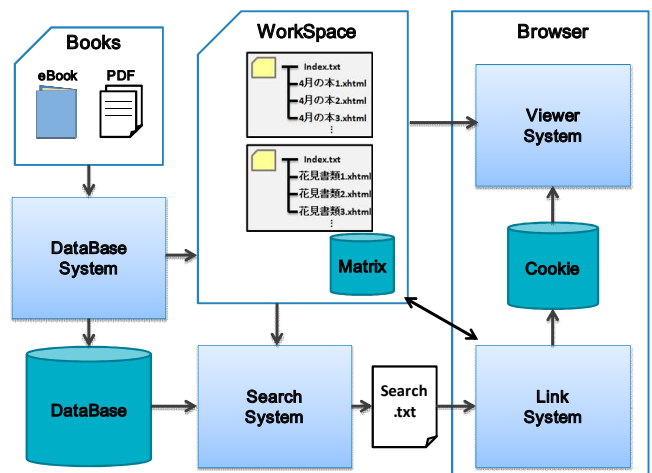 Books
eBook
PDF
WorkSpace
Index.txt
4月の本1.xhtml
4月の本2.xhtml
4月の本3.xhtml
⋮
Index.txt
花見書類1.xhtml
花見書類2.xhtml
花見書類3.xhtml
⋮
Matrix
Browser
Viewer
System
Cookie
DataBase
System
DataBase
Search
System
Search
.txt
Link
System